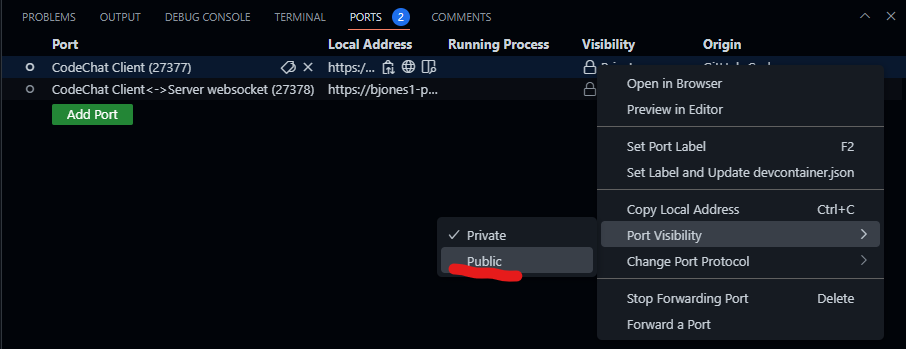 PROBLEMS OUTPUT DEBUG CONSOLE TERMINAL PORTS 2 COMMENTS
Port Local Address Running Process Visibility Origin
CodeChat Client (27377) https:/...
CodeChat Client<->Server websocket (27378) https://bjones1-p...
Add Port
Open in Browser
Preview in Editor
Set Port Label F2
Set Label and Update devcontainer.json
Copy Local Address Ctrl+C
Port Visibility
Change Port Protocol
Stop Forwarding Port Delete
Forward a Port
Private
Public